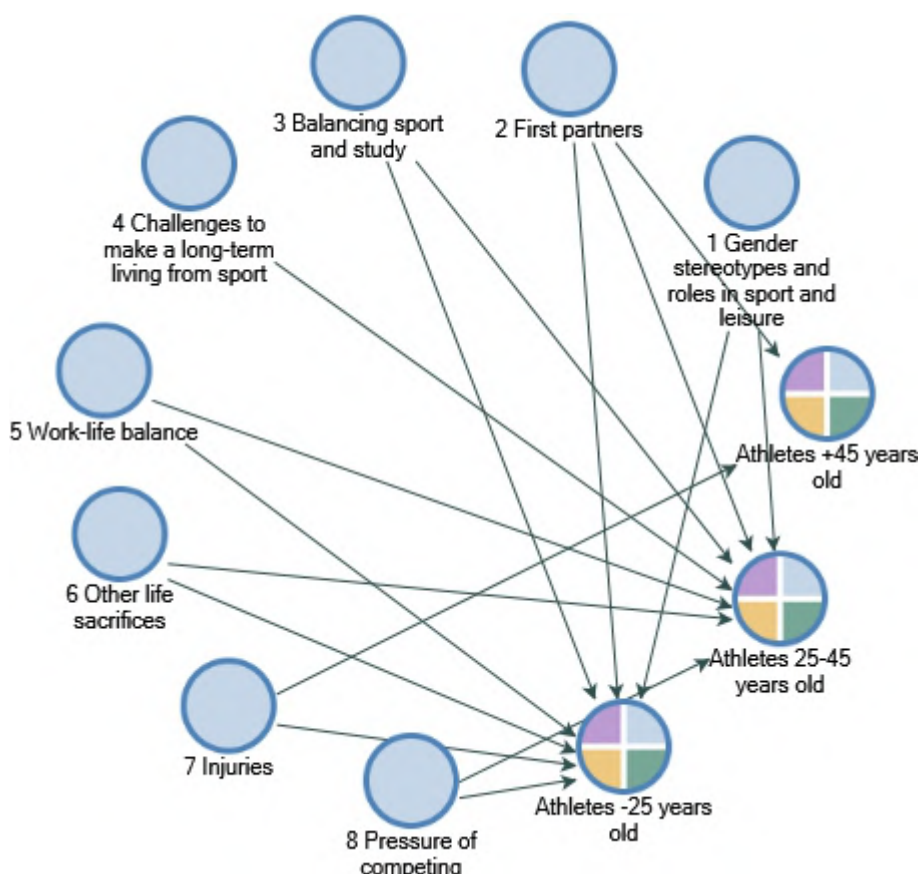 3 Balancing sport
and study
2 First partners
4 Challenges to
make a long-term
living from sport
1 Gender
stereotypes and
roles in sport and
leisure
5 Work-life balance
Athletes +45 years
old
6 Other life
sacrifices
Athletes 25-45
years old
7 Injuries
Athletes -25 years
old
8 Pressure of
competing